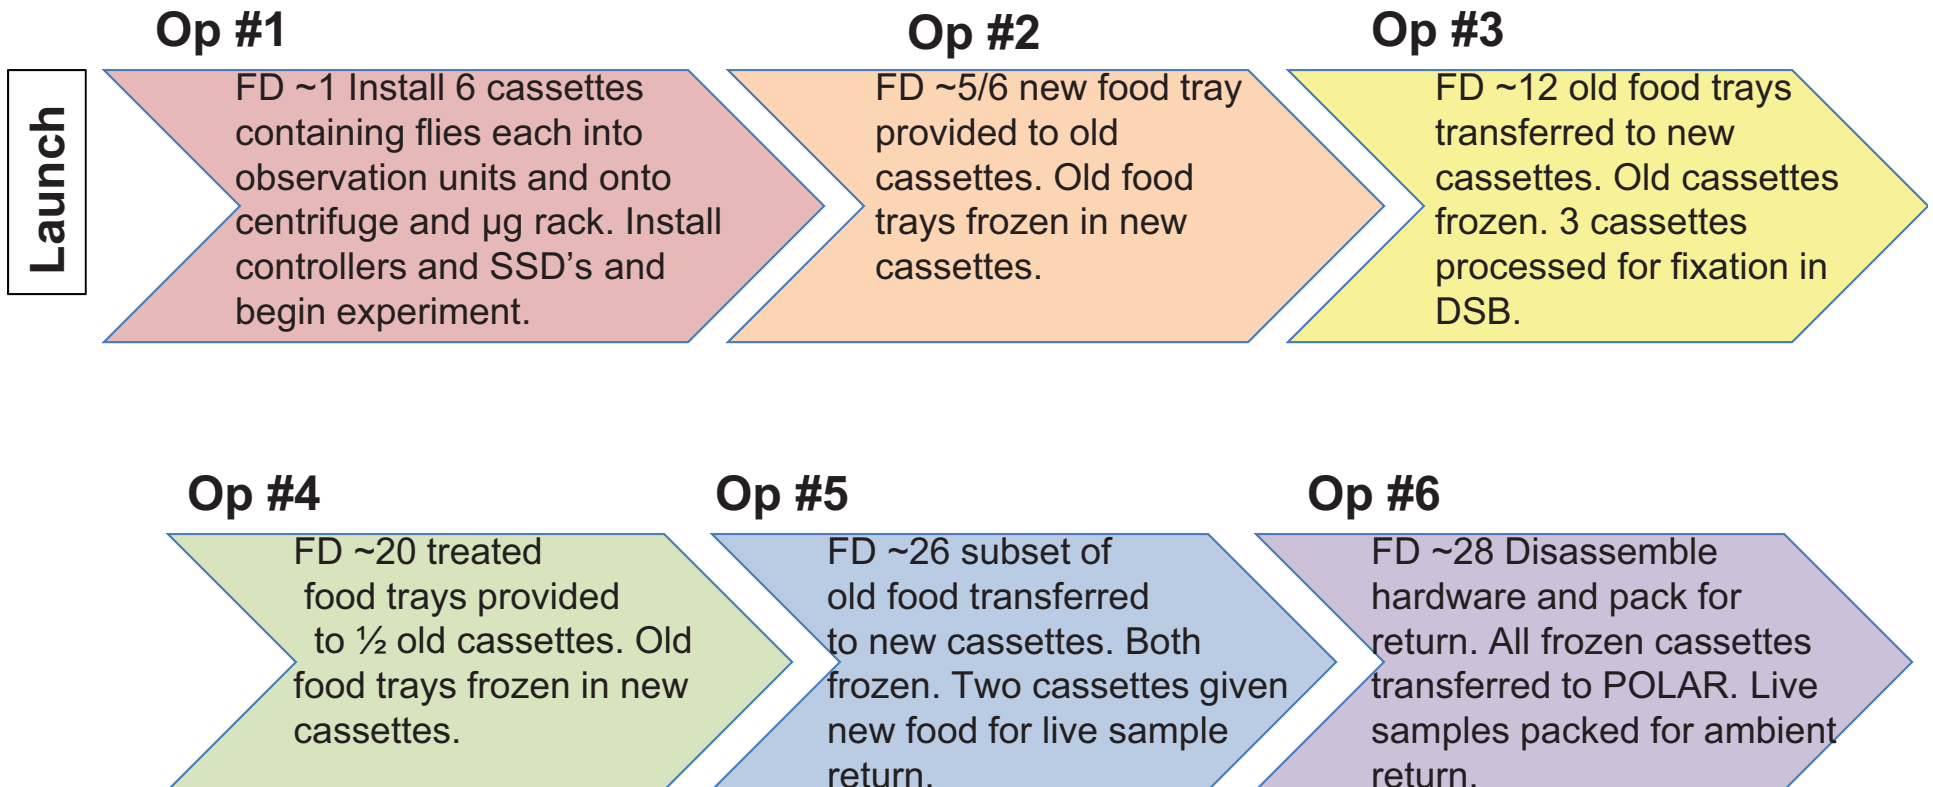 Launch
Op #1
FD ~1 Install 6 cassettes
containing flies each into
observation units and onto
centrifuge and µg rack. Install
controllers and SSD’s and
begin experiment.
Op #2
FD ~5/6 new food tray
provided to old
cassettes. Old food
trays frozen in new
cassettes.
Op #3
FD ~12 old food trays
transferred to new
cassettes. Old cassettes
frozen. 3 cassettes
processed for fixation in
DSB.
Op #4
FD ~20 treated
food trays provided
to ½ old cassettes. Old
food trays frozen in new
cassettes.
Op #5
FD ~26 subset of
old food transferred
to new cassettes. Both
frozen. Two cassettes given
new food for live sample
return.
Op #6
FD ~28 Disassemble
hardware and pack for
return. All frozen cassettes
transferred to POLAR. Live
samples packed for ambient
return.